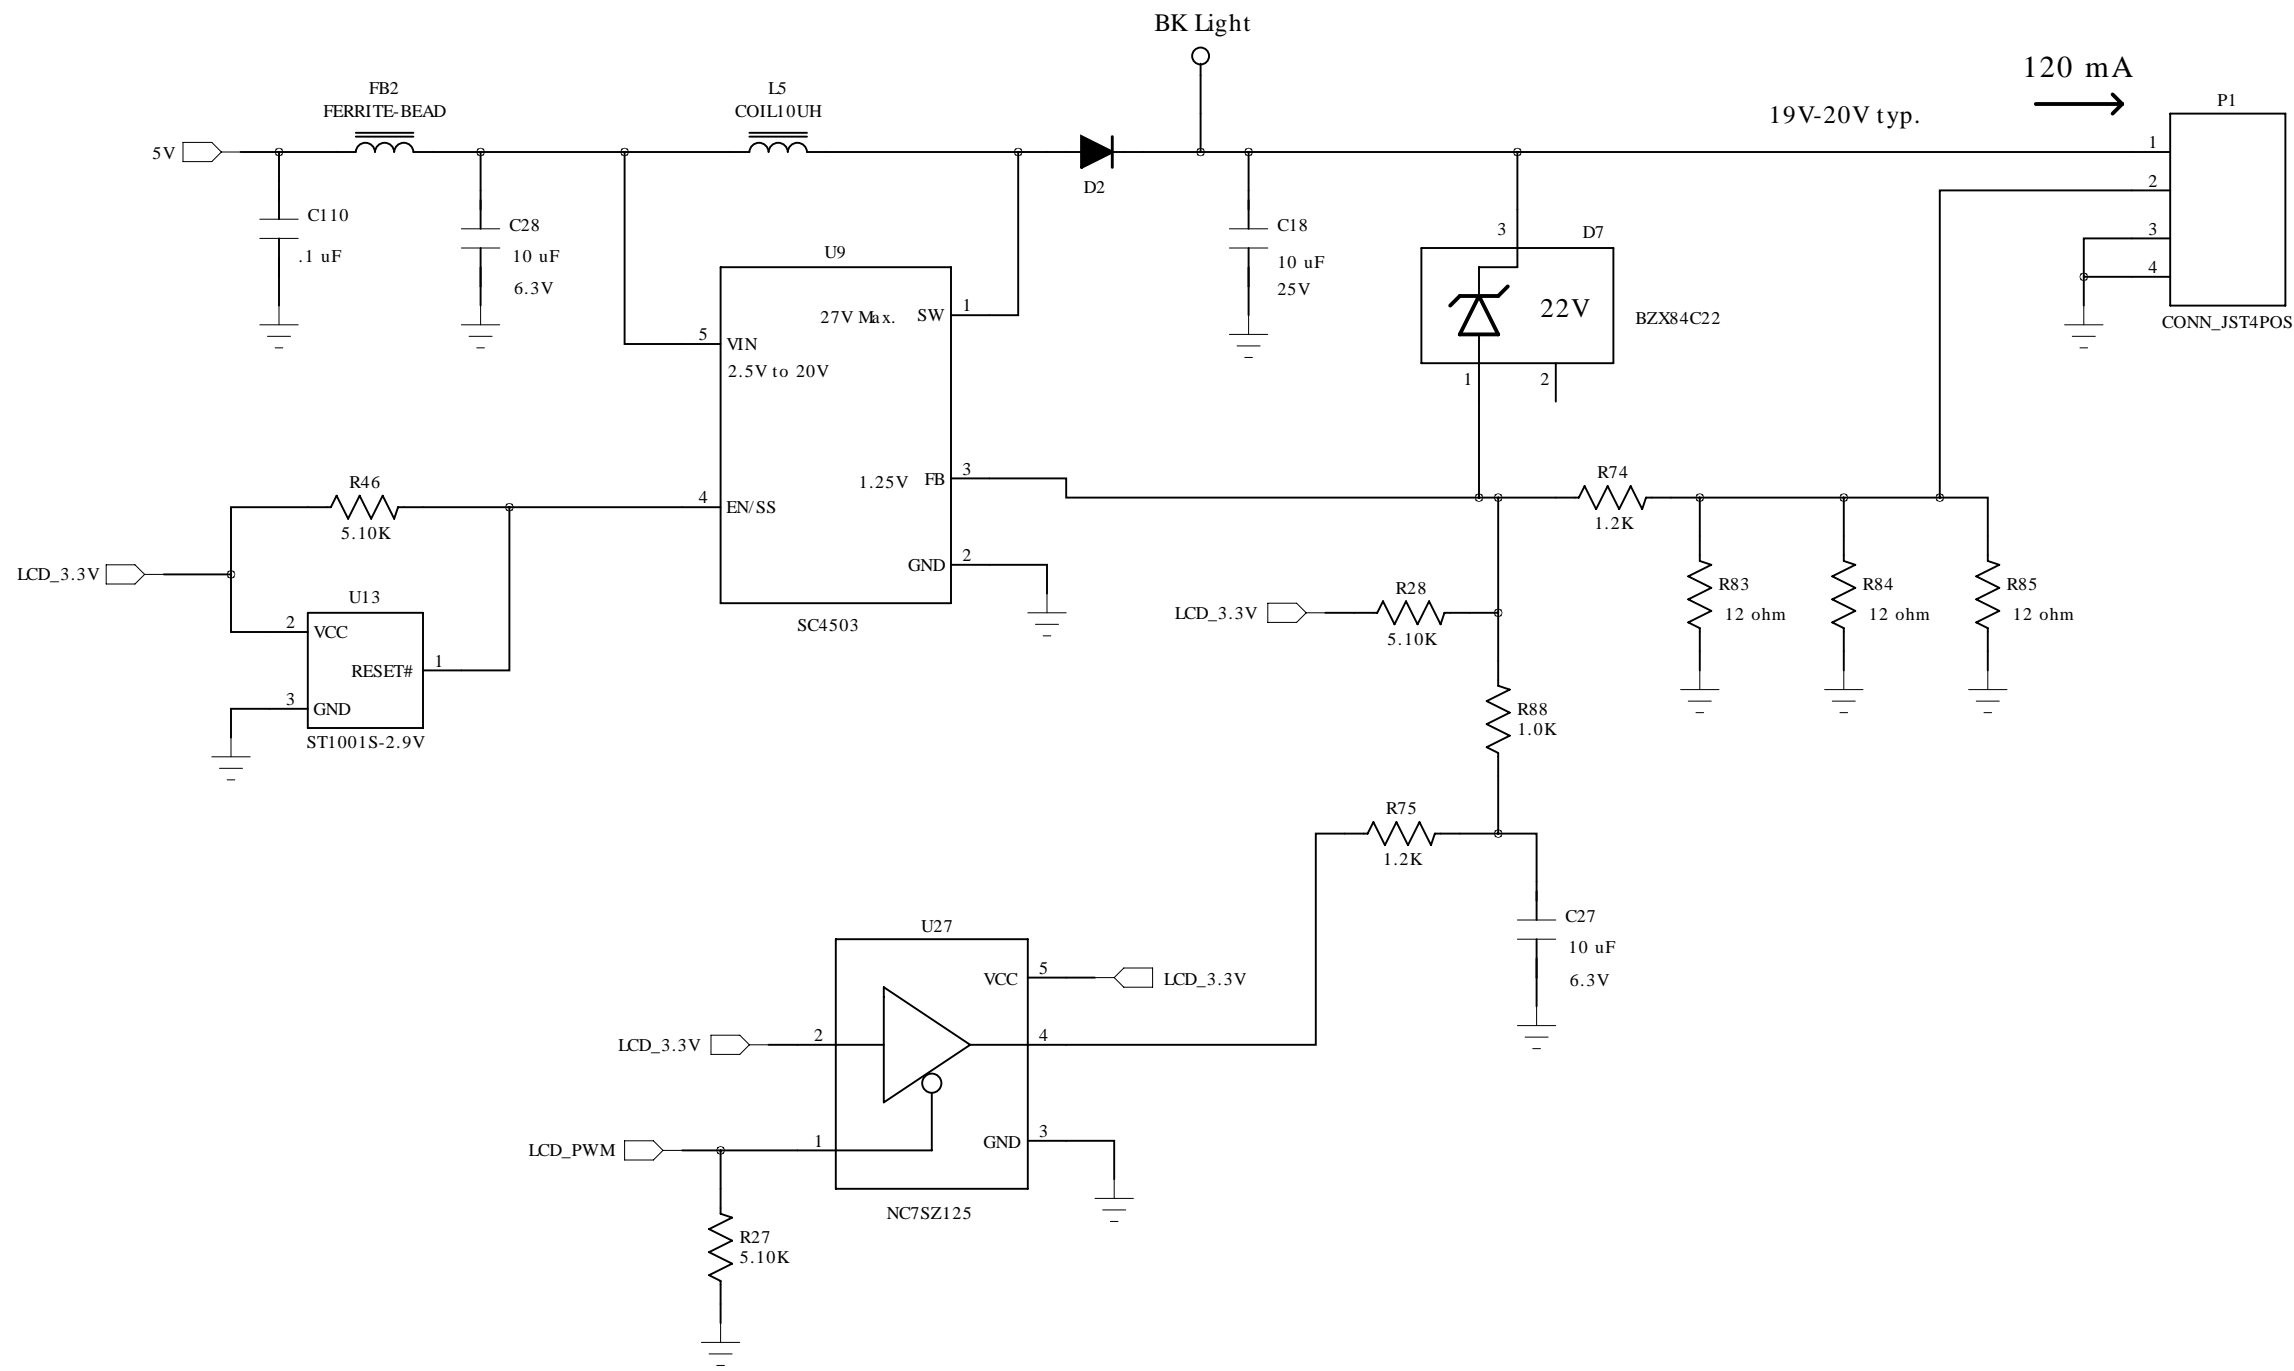 BK Light
120 mA
19V-20V typ.
P1
1
2
3
4
CONN_JST4POS
FB2
FERRITE-BEAD
L5
COIL10UH
5V
D2
C110
.1 uF
C28
10 uF
6.3V
C18
10 uF
25V
3
D7
22V
BZX84C22
1
2
U9
27V Max.
SW
1
5
VIN
2.5V to 20V
1.25V
FB
3
4
EN/SS
GND
2
SC4503
R46
5.10K
LCD_3.3V
U13
2
VCC
RESET#
1
3
GND
ST1001S-2.9V
R74
1.2K
R83
12 ohm
R84
12 ohm
R85
12 ohm
LCD_3.3V
R28
5.10K
R88
1.0K
R75
1.2K
C27
10 uF
6.3V
U27
VCC
5
LCD_3.3V
LCD_3.3V
2
4
LCD_PWM
1
GND
3
NC7SZ125
R27
5.10K